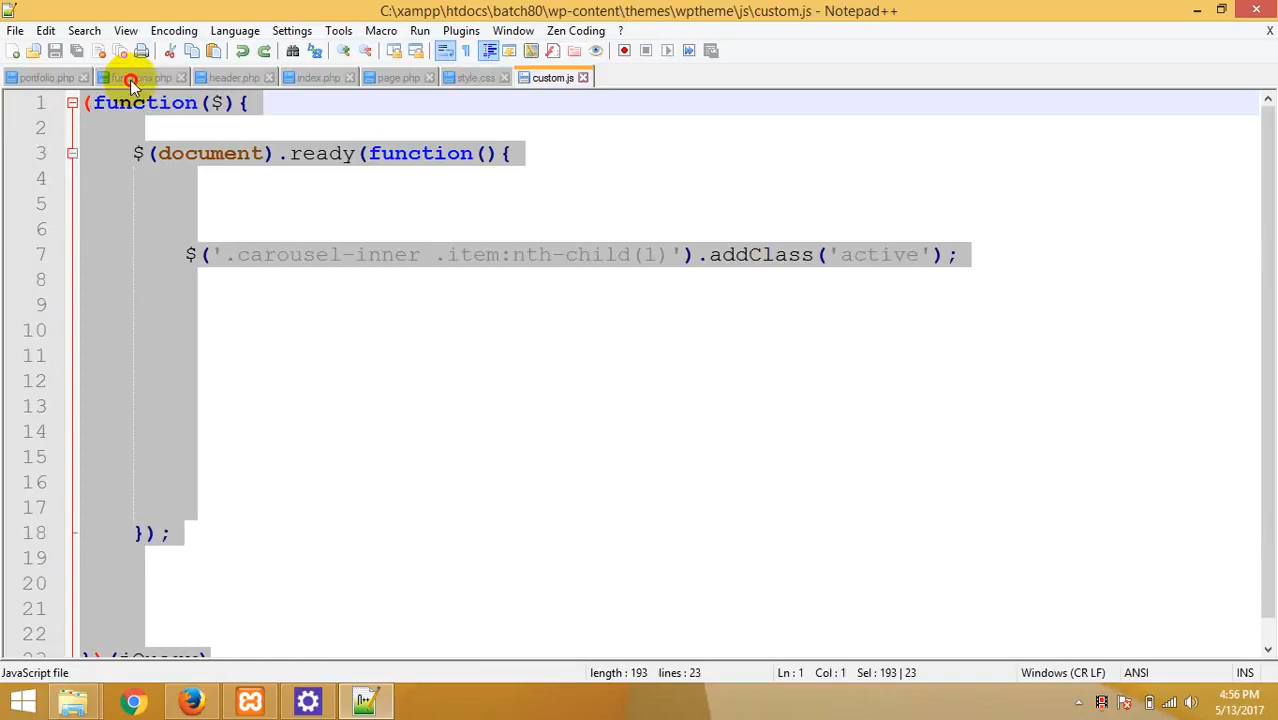 C:\xampp\htdocs\batch80\wp-content\themes\wptheme\js\custom.js - Notepad++
File Edit Search View Encoding Language Settings Tools Macro Run Plugins Window Zen Coding ? X
portfolio.php functions.php header.php index.php page.php style.css custom.js
1 (function($){
2
3 $(document).ready(function(){
4
5
6
7 $('.carousel-inner .item:nth-child(1)').addClass('active');
8
9
10
11
12
13
14
15
16
17
18 });
19
20
21
22
23 })(jQuery)
JavaScript file length : 193 lines : 23 Ln : 1 Col : 1 Sel : 193 | 23 Windows (CR LF) ANSI INS
4:56 PM
5/13/2017